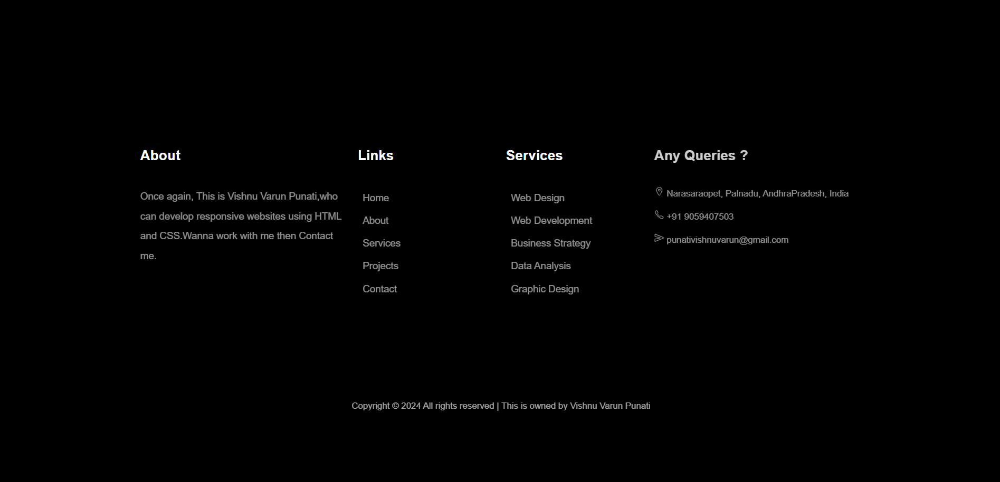 About
Once again, This is Vishnu Varun Punati,who
can develop responsive websites using HTML
and CSS.Wanna work with me then Contact
me.
Links
Home
About
Services
Projects
Contact
Services
Web Design
Web Development
Business Strategy
Data Analysis
Graphic Design
Any Queries ?
Narasaraopet, Palnadu, AndhraPradesh, India
+91 9059407503
punativishnuvarun@gmail.com
Copyright © 2024 All rights reserved | This is owned by Vishnu Varun Punati